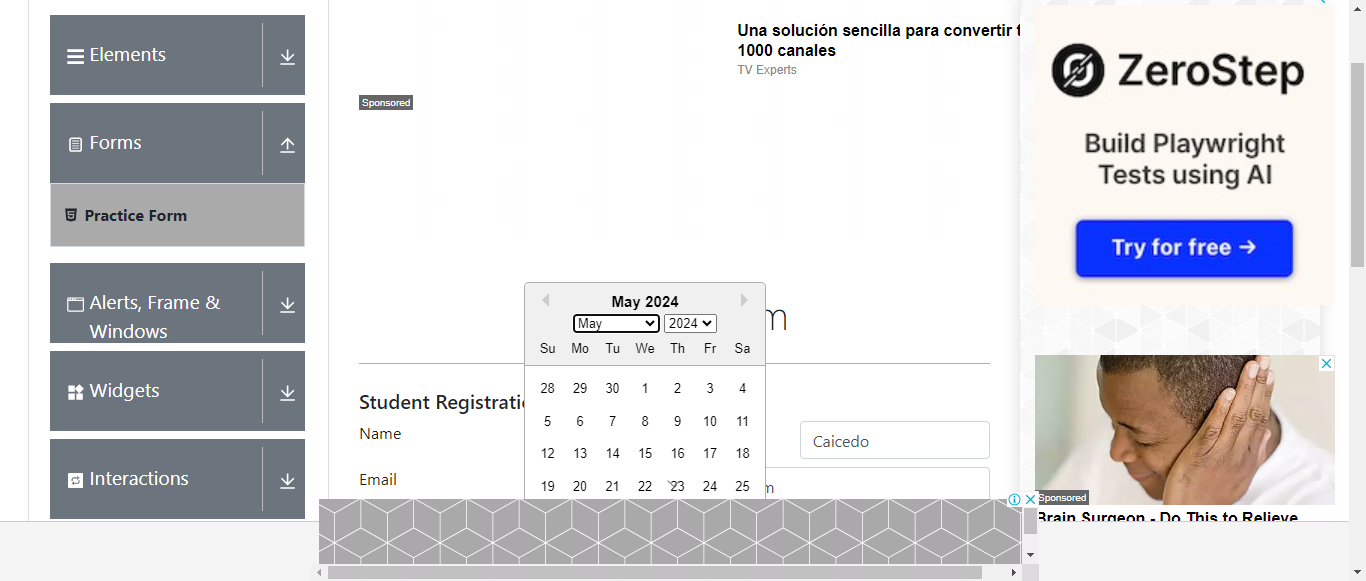 Elements
Forms
Practice Form
Alerts, Frame &
Windows
Widgets
Interactions
Una solución sencilla para convertir
1000 canales
TV Experts
Sponsored
May 2024
May
2024
Su Mo Tu We Th Fr Sa
28 29 30 1 2 3 4
5 6 7 8 9 10 11
12 13 14 15 16 17 18
19 20 21 22 23 24 25
m
Student Registratio
Name
Caicedo
Email
m
ZeroStep
Build Playwright
Tests using AI
Try for free →
Sponsored
Brain Surgeon - Do This to Relieve